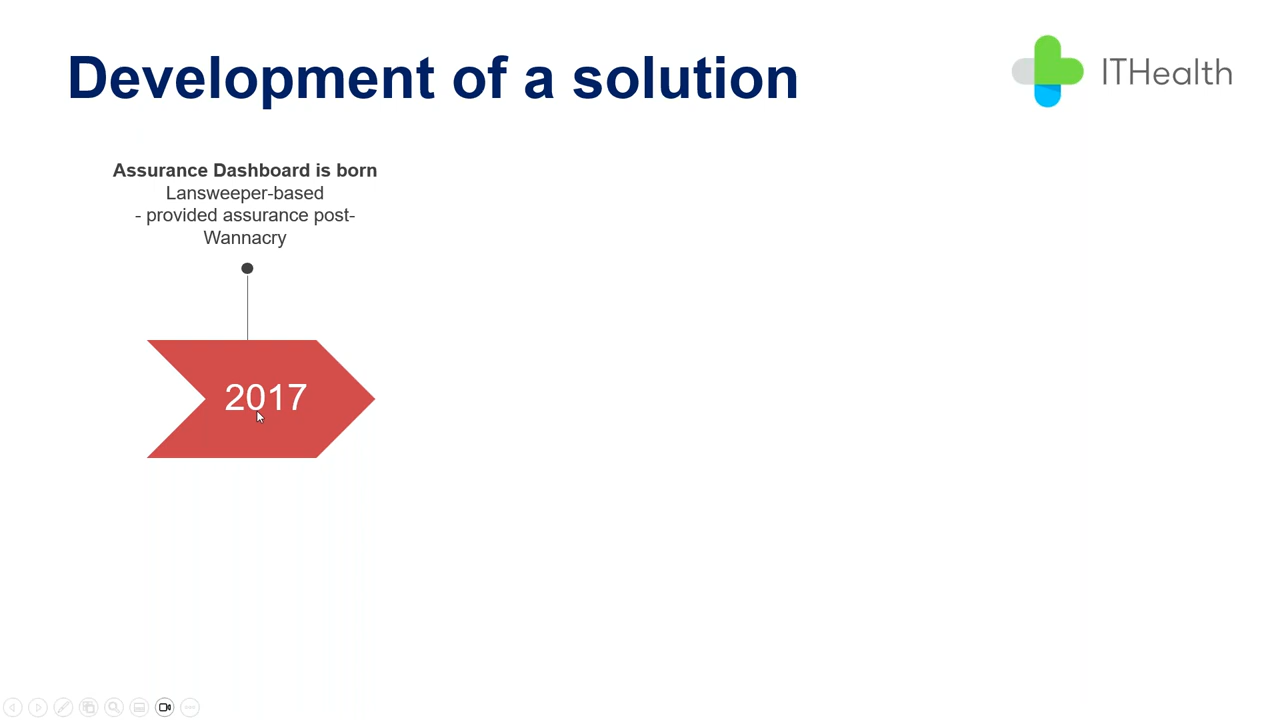 Development of a solution
ITHealth
Assurance Dashboard is born
Lansweeper-based
- provided assurance post-
Wannacry
2017